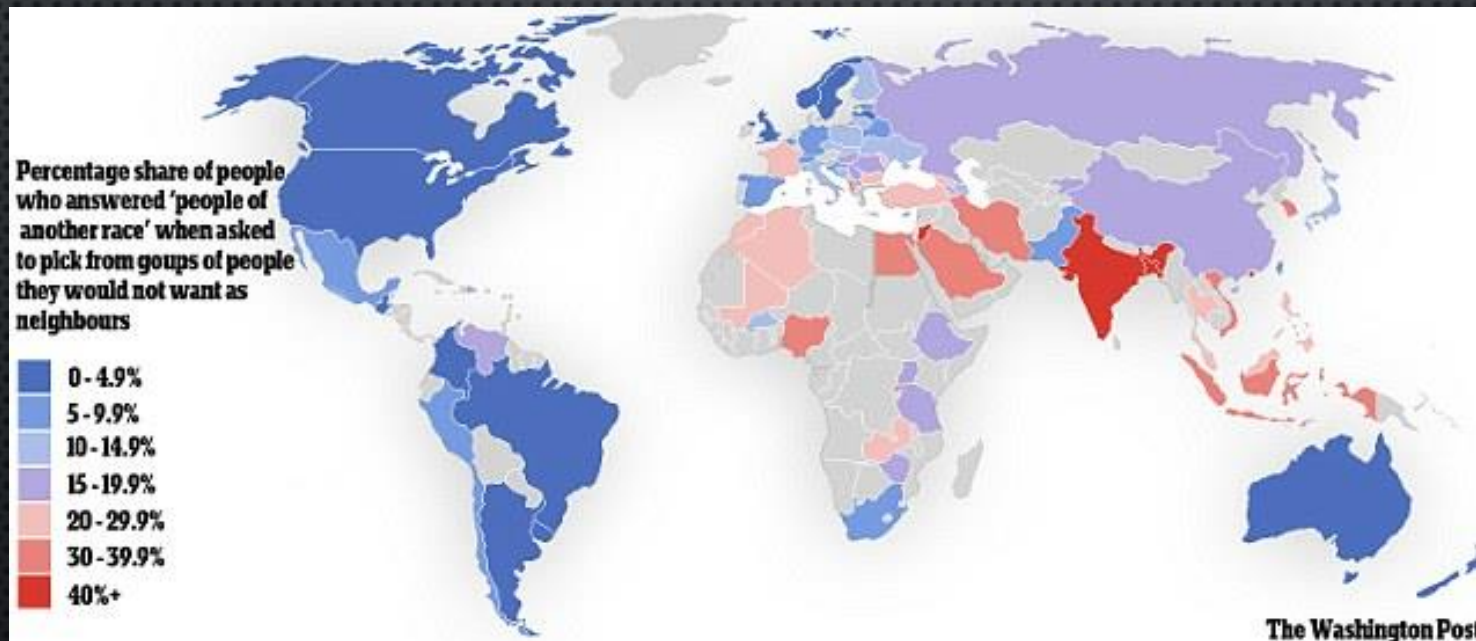 Percentage share of people
who answered 'people of
another race' when asked
to pick from goups of people
they would not want as
neighbours
0-4.9%
5-9.9%
10-14.9%
15-19.9%
20-29.9%
30-39.9%
40%+
The Washington Post